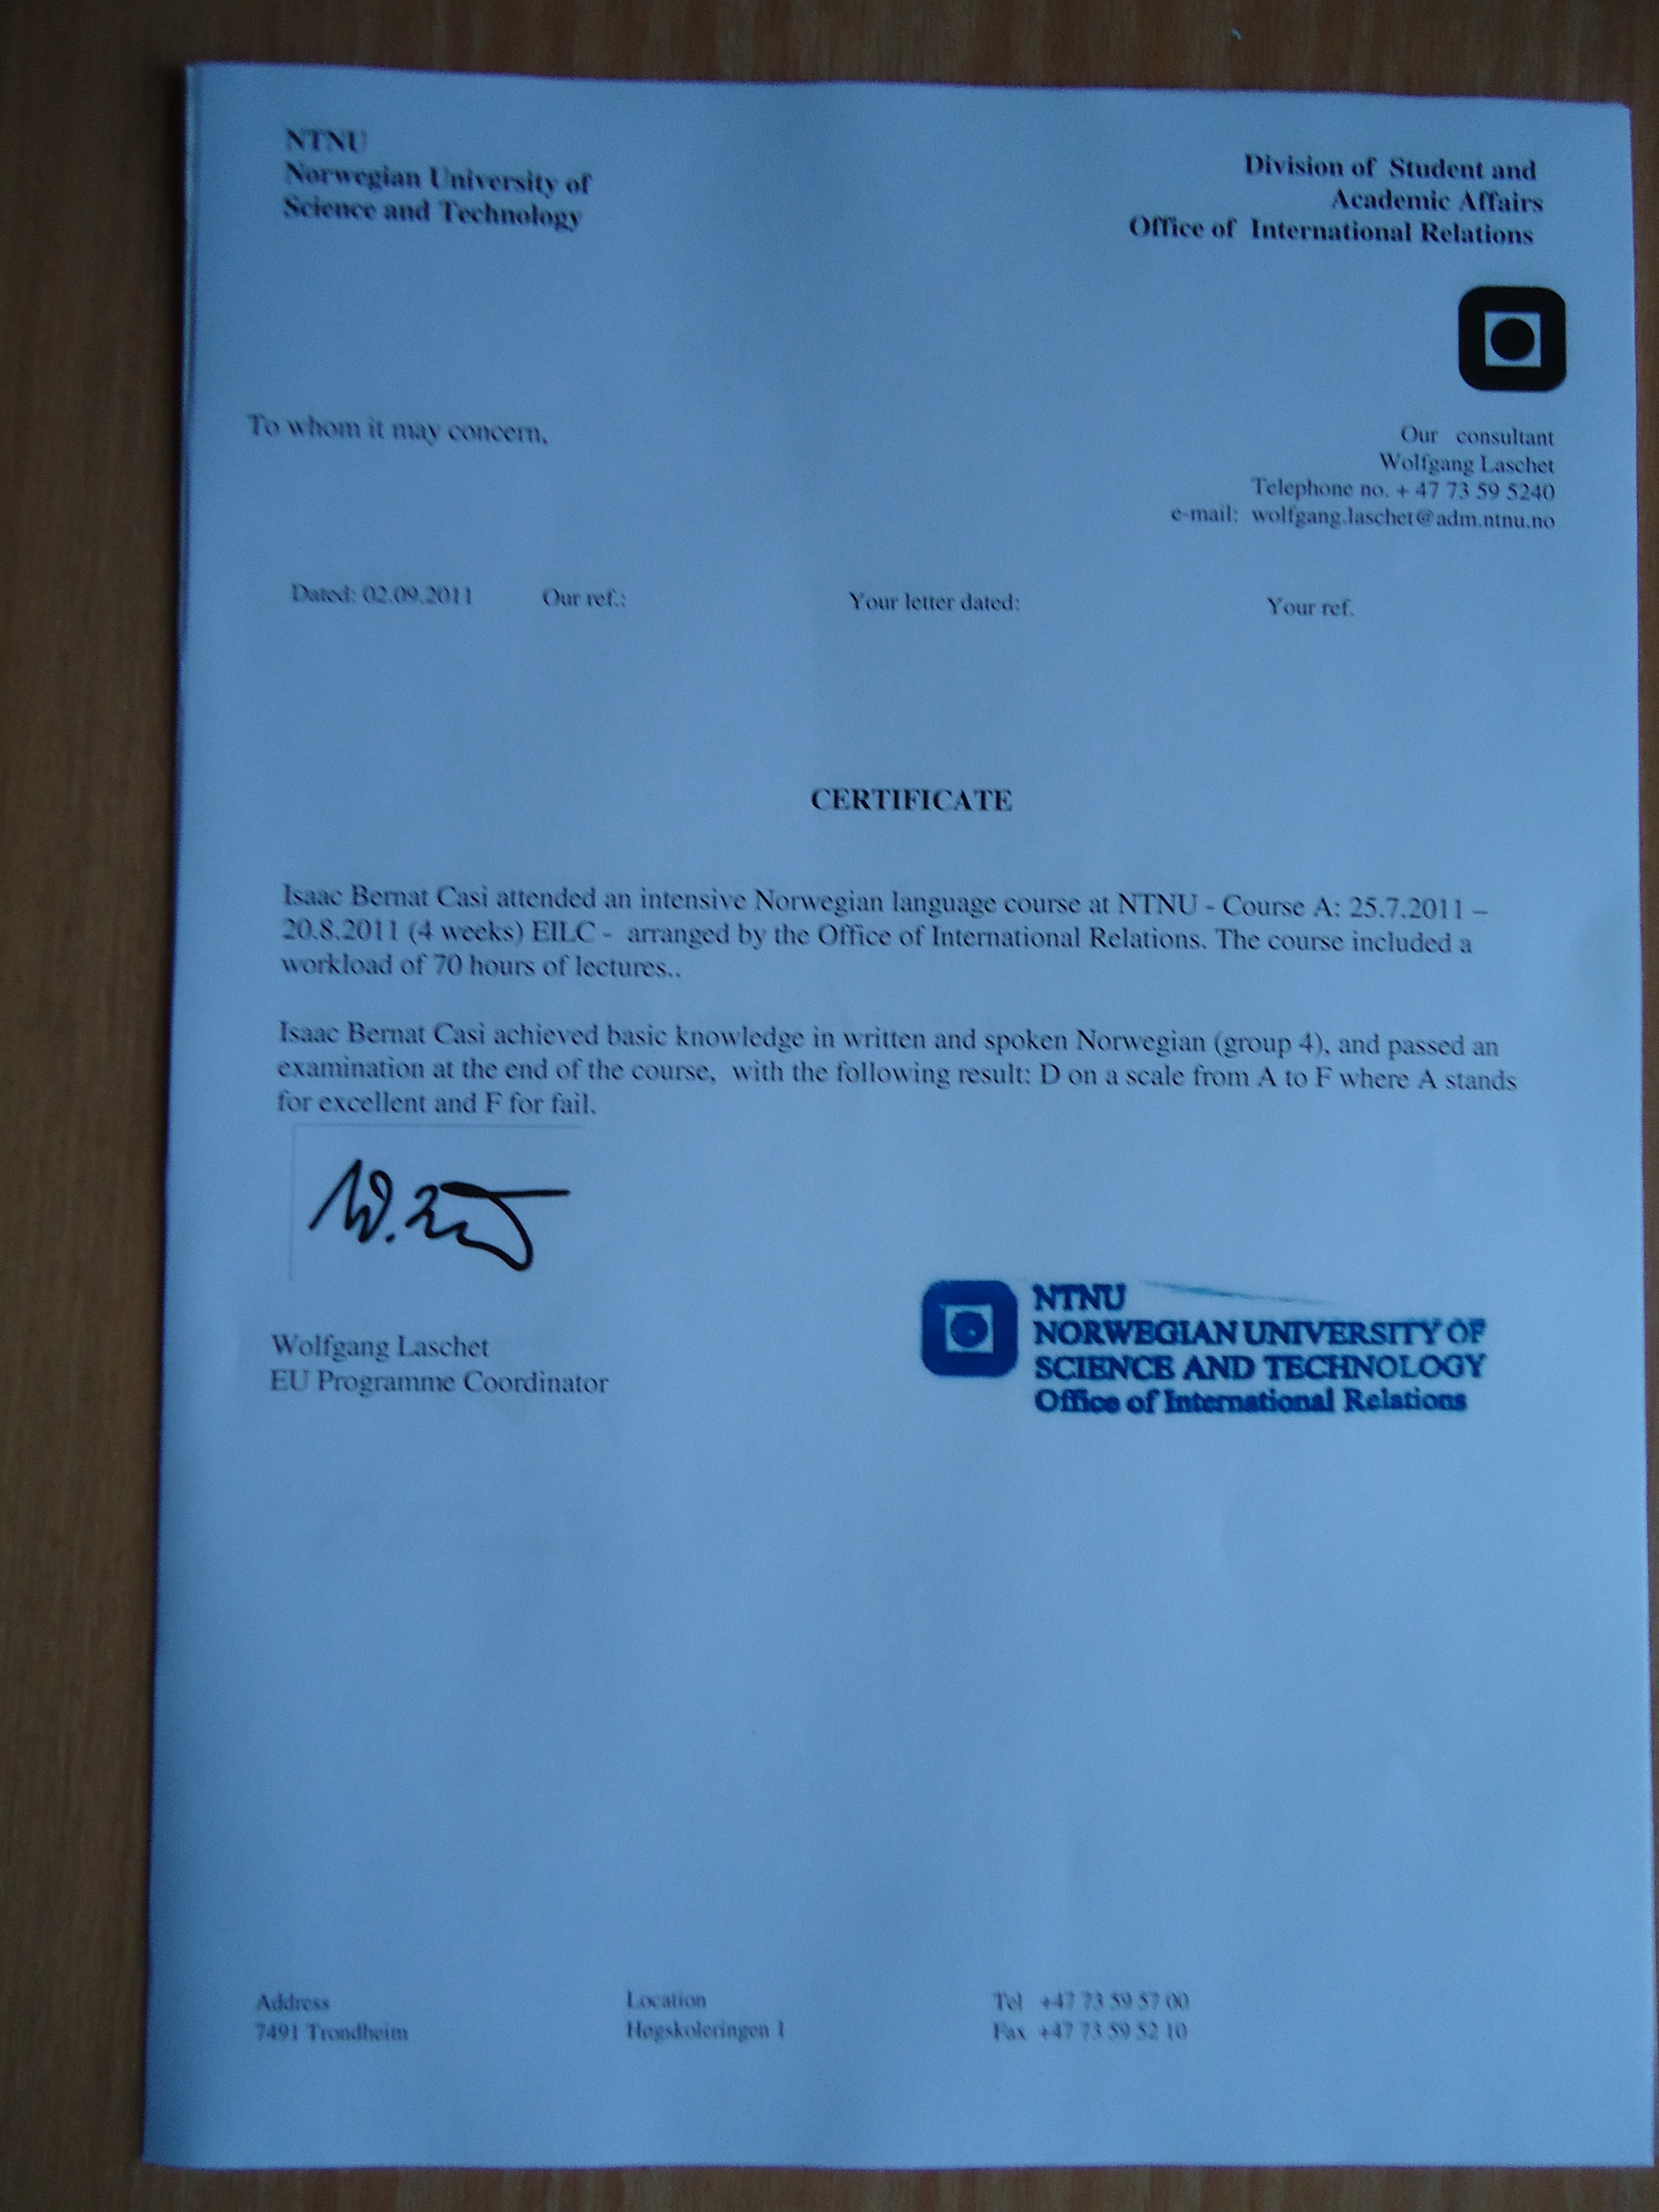 NTNU
Norwegian University of
Science and Technology
Division of Student and
Academic Affairs
Office of International Relations
To whom it may concern,
Our consultant
Wolfgang Laschet
Telephone no. + 47 73 59 5240
e-mail: wolfgang.laschet@adm.ntnu.no
Dated: 02.09.2011 Our ref.: Your letter dated: Your ref.
CERTIFICATE
Isaac Bernat Casi attended an intensive Norwegian language course at NTNU - Course A: 25.7.2011 –
20.8.2011 (4 weeks) EILC - arranged by the Office of International Relations. The course included a
workload of 70 hours of lectures..
Isaac Bernat Casi achieved basic knowledge in written and spoken Norwegian (group 4), and passed an
examination at the end of the course, with the following result: D on a scale from A to F where A stands
for excellent and F for fail.
Wolfgang Laschet
EU Programme Coordinator
NTNU
NORWEGIAN UNIVERSITY OF
SCIENCE AND TECHNOLOGY
Office of International Relations
Address Location Tel +47 73 59 57 00
7491 Trondheim Høgskoleringen 1 Fax +47 73 59 52 10